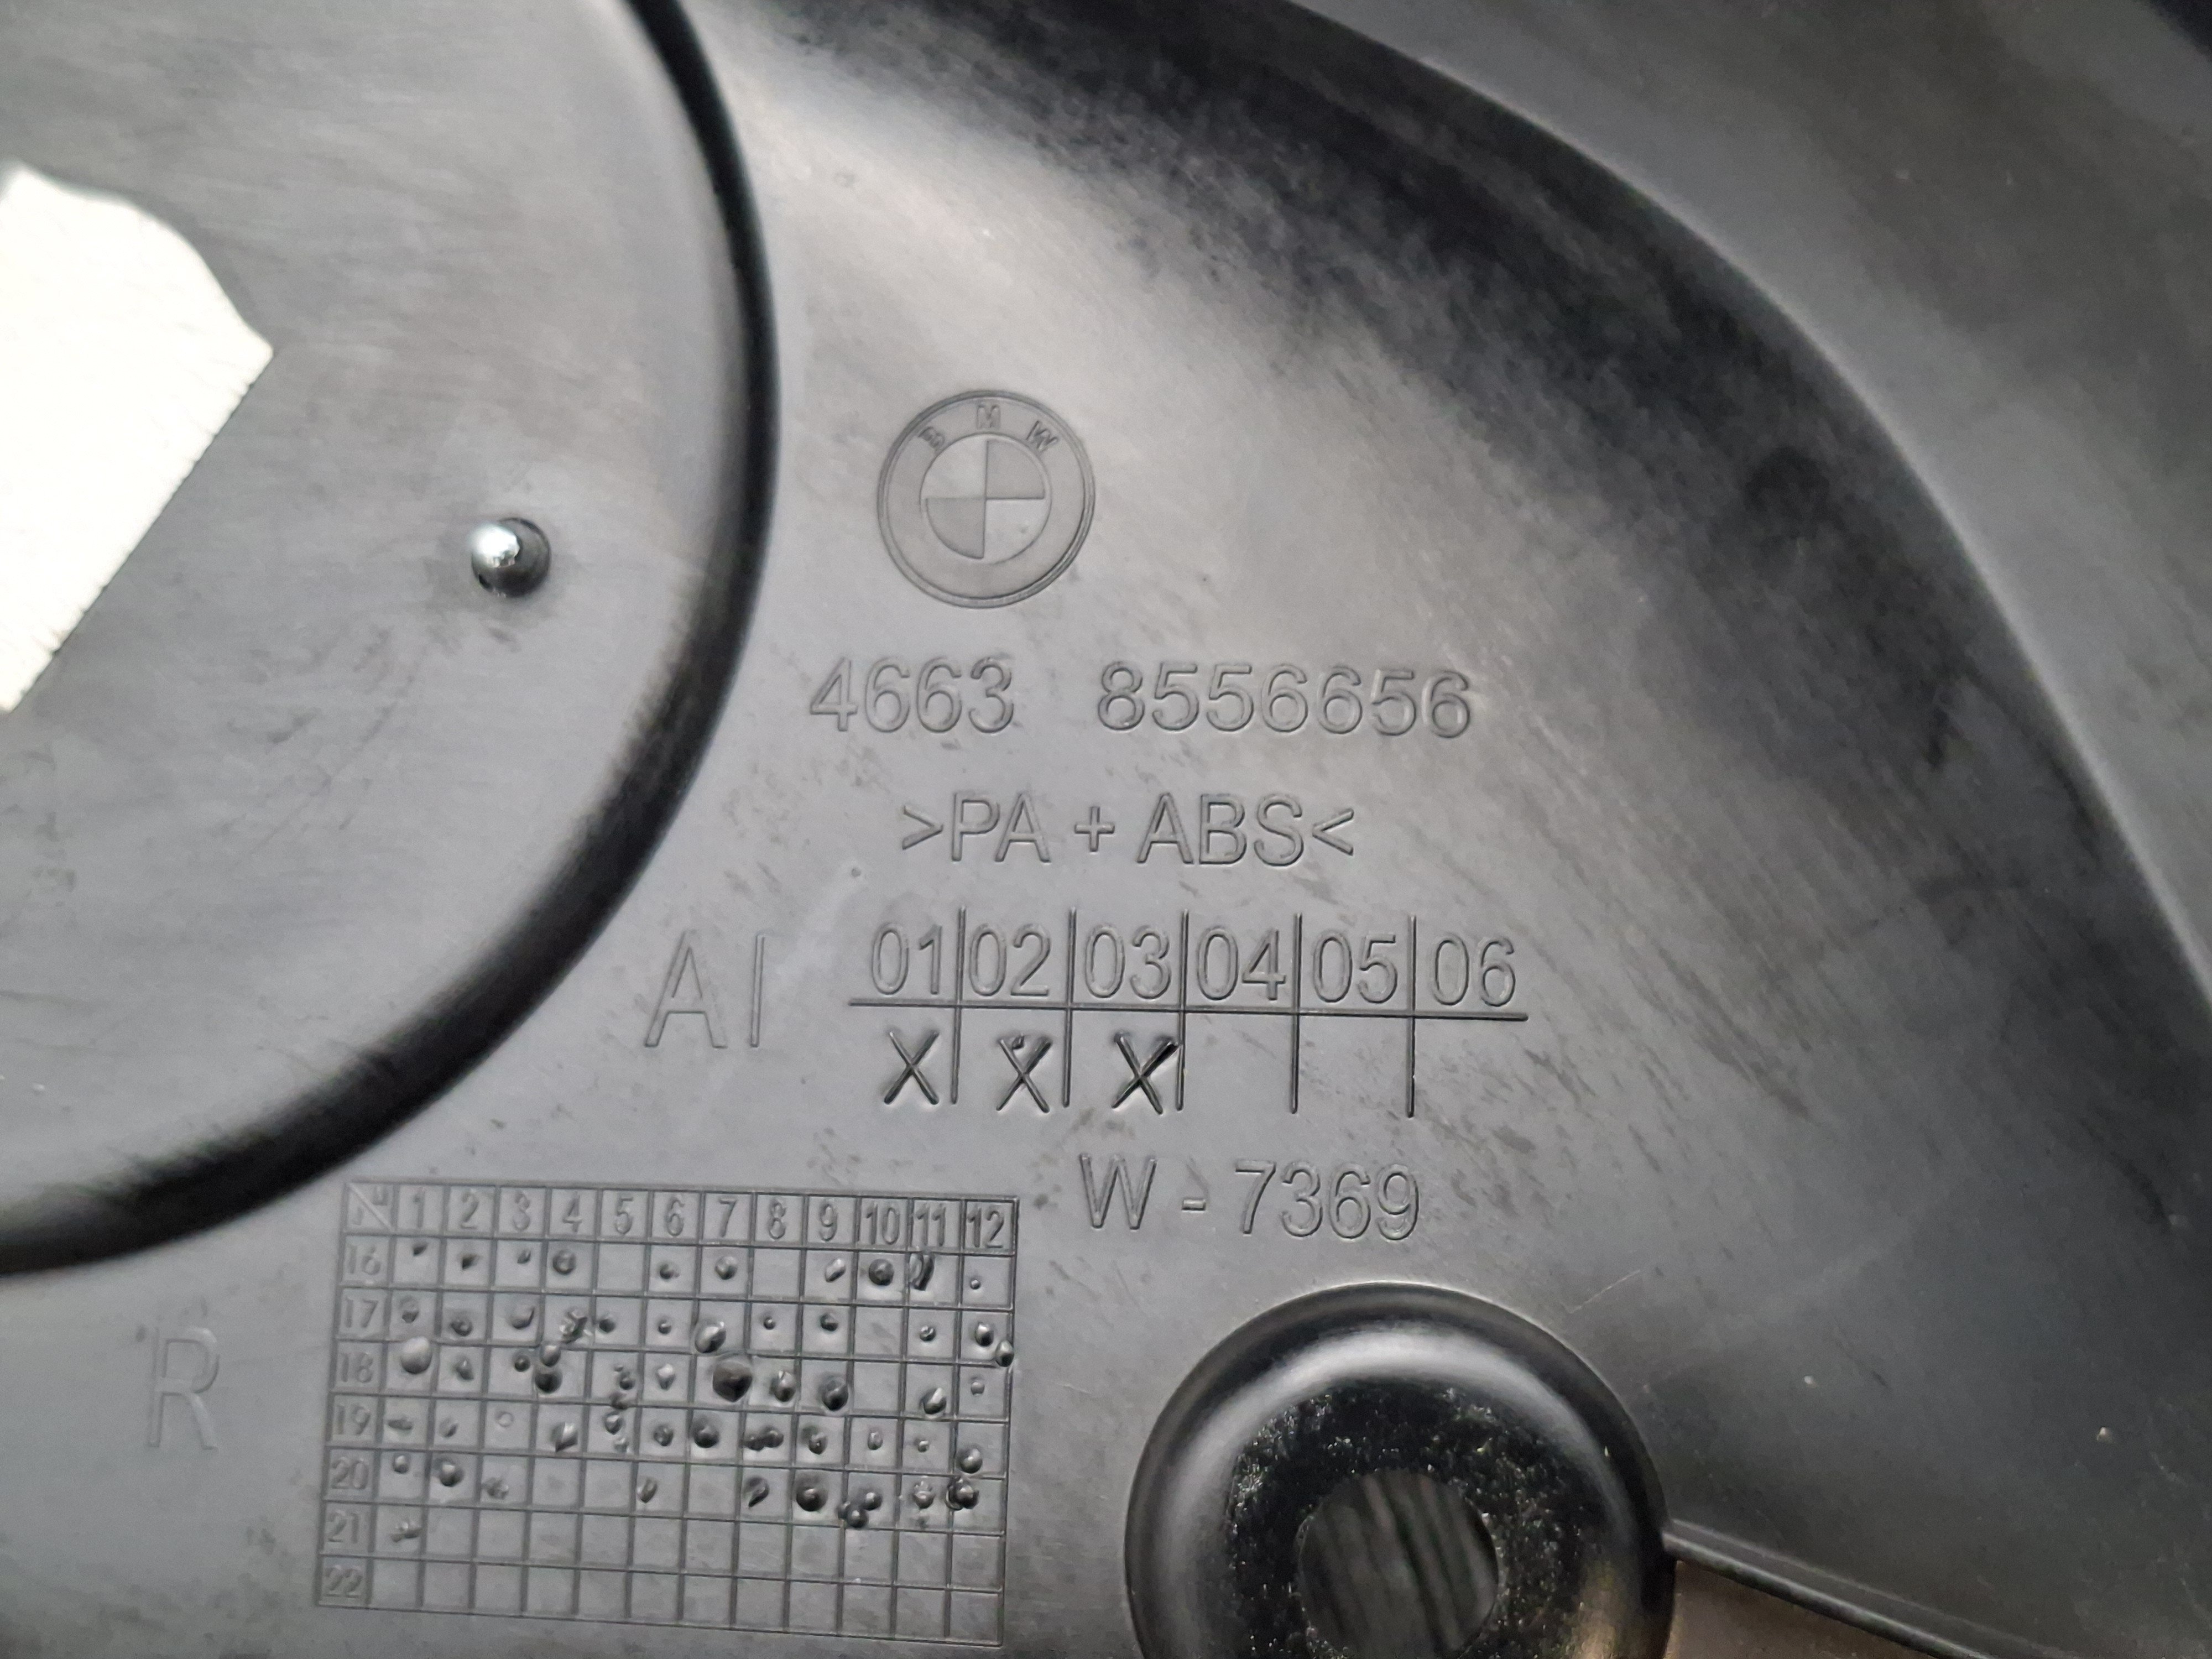 BMW
4663 8556656
>PA + ABS<
AI 01 02 03 04 05 06
X X X
W - 7369
1 2 3 4 5 6 7 8 9 10 11 12
16
17
R
18
19
20
21
22